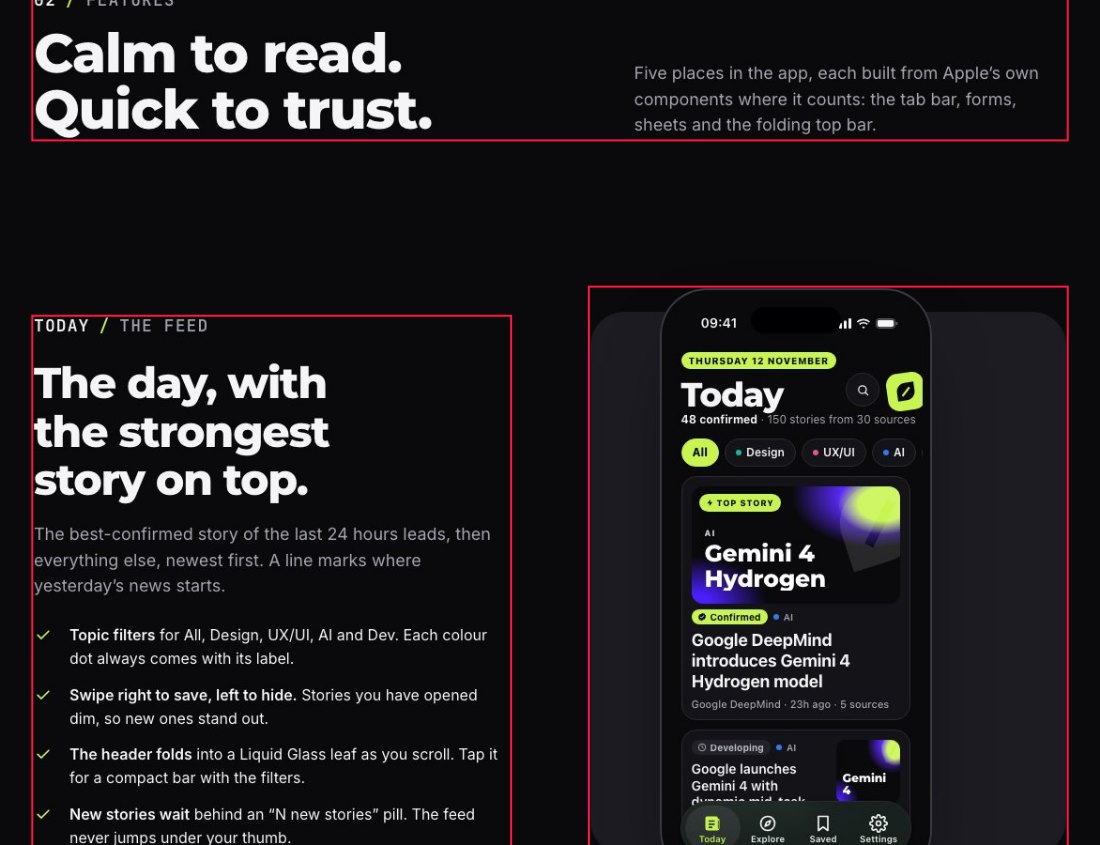 02 / FEATURES
Calm to read.
Quick to trust.
Five places in the app, each built from Apple’s own
components where it counts: the tab bar, forms,
sheets and the folding top bar.
TODAY / THE FEED
The day, with
the strongest
story on top.
The best-confirmed story of the last 24 hours leads, then
everything else, newest first. A line marks where
yesterday’s news starts.
Topic filters for All, Design, UX/UI, AI and Dev. Each colour
dot always comes with its label.
Swipe right to save, left to hide. Stories you have opened
dim, so new ones stand out.
The header folds into a Liquid Glass leaf as you scroll. Tap it
for a compact bar with the filters.
New stories wait behind an “N new stories” pill. The feed
never jumps under your thumb.
09:41
THURSDAY 12 NOVEMBER
Today
48 confirmed · 150 stories from 30 sources
All Design UX/UI AI
TOP STORY
AI
Gemini 4
Hydrogen
Confirmed AI
Google DeepMind
introduces Gemini 4
Hydrogen model
Google DeepMind · 23h ago · 5 sources
Developing AI
Google launches
Gemini 4 with
dynamic mid-task
Gemini
4
Today Explore Saved Settings